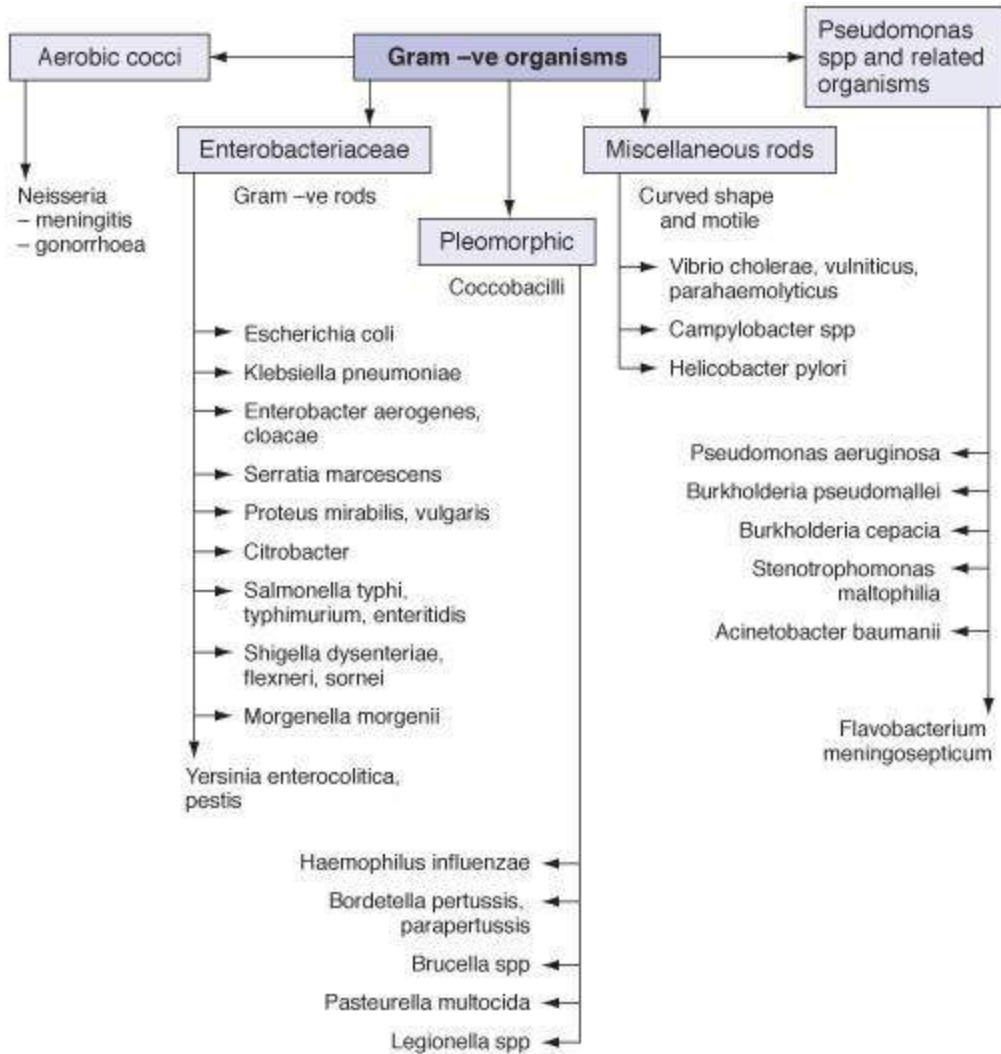 Gram –ve organisms
Aerobic cocci
Neisseria
– meningitis
– gonorrhoea
Enterobacteriaceae
Gram –ve rods
Escherichia coli
Klebsiella pneumoniae
Enterobacter aerogenes,
cloacae
Serratia marcescens
Proteus mirabilis, vulgaris
Citrobacter
Salmonella typhi,
typhimurium, enteritidis
Shigella dysenteriae,
flexneri, sornei
Morgenella morgenii
Yersinia enterocolitica,
pestis
Pleomorphic
Coccobacilli
Haemophilus influenzae
Bordetella pertussis,
parapertussis
Brucella spp
Pasteurella multocida
Legionella spp
Miscellaneous rods
Curved shape
and motile
Vibrio cholerae, vulniticus,
parahaemolyticus
Campylobacter spp
Helicobacter pylori
Pseudomonas
spp and related
organisms
Pseudomonas aeruginosa
Burkholderia pseudomallei
Burkholderia cepacia
Stenotrophomonas
maltophilia
Acinetobacter baumanii
Flavobacterium
meningosepticum